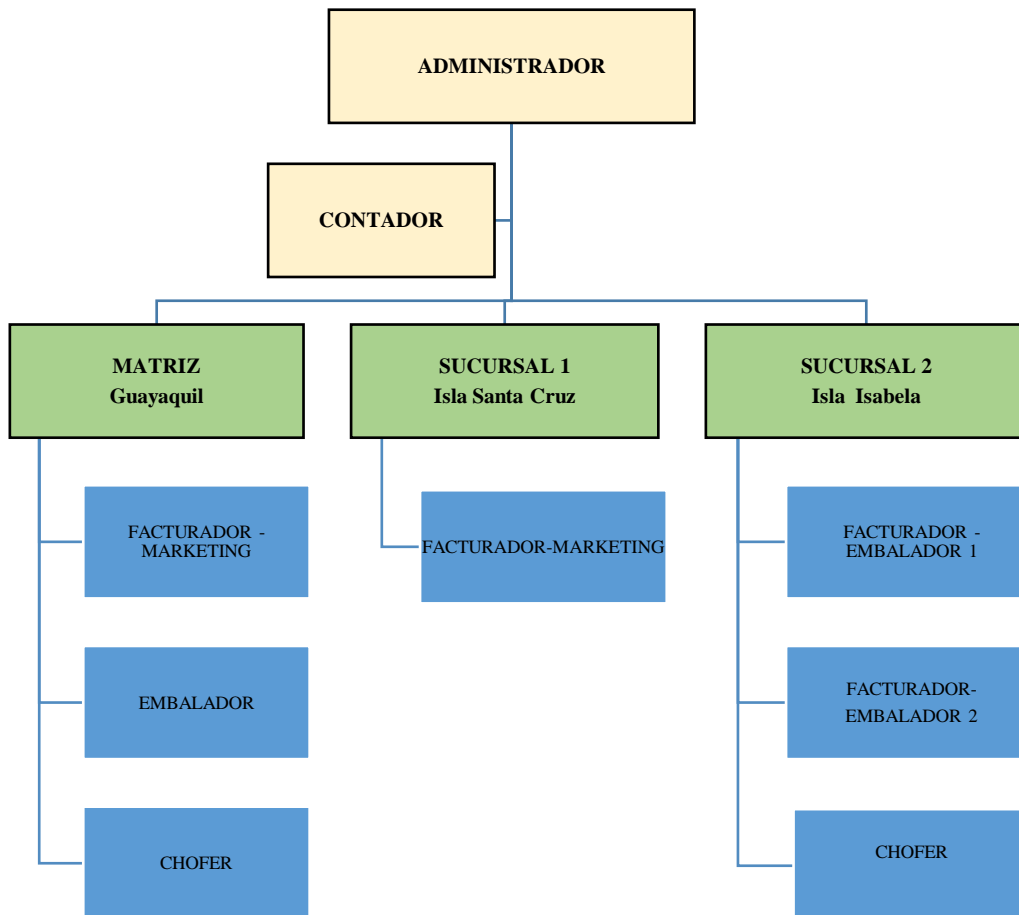 ADMINISTRADOR
CONTADOR
MATRIZ
Guayaquil
SUCURSAL 1
Isla Santa Cruz
SUCURSAL 2
Isla Isabela
FACTURADOR -
MARKETING
FACTURADOR-MARKETING
FACTURADOR -
EMBALADOR 1
EMBALADOR
FACTURADOR-
EMBALADOR 2
CHOFER
CHOFER